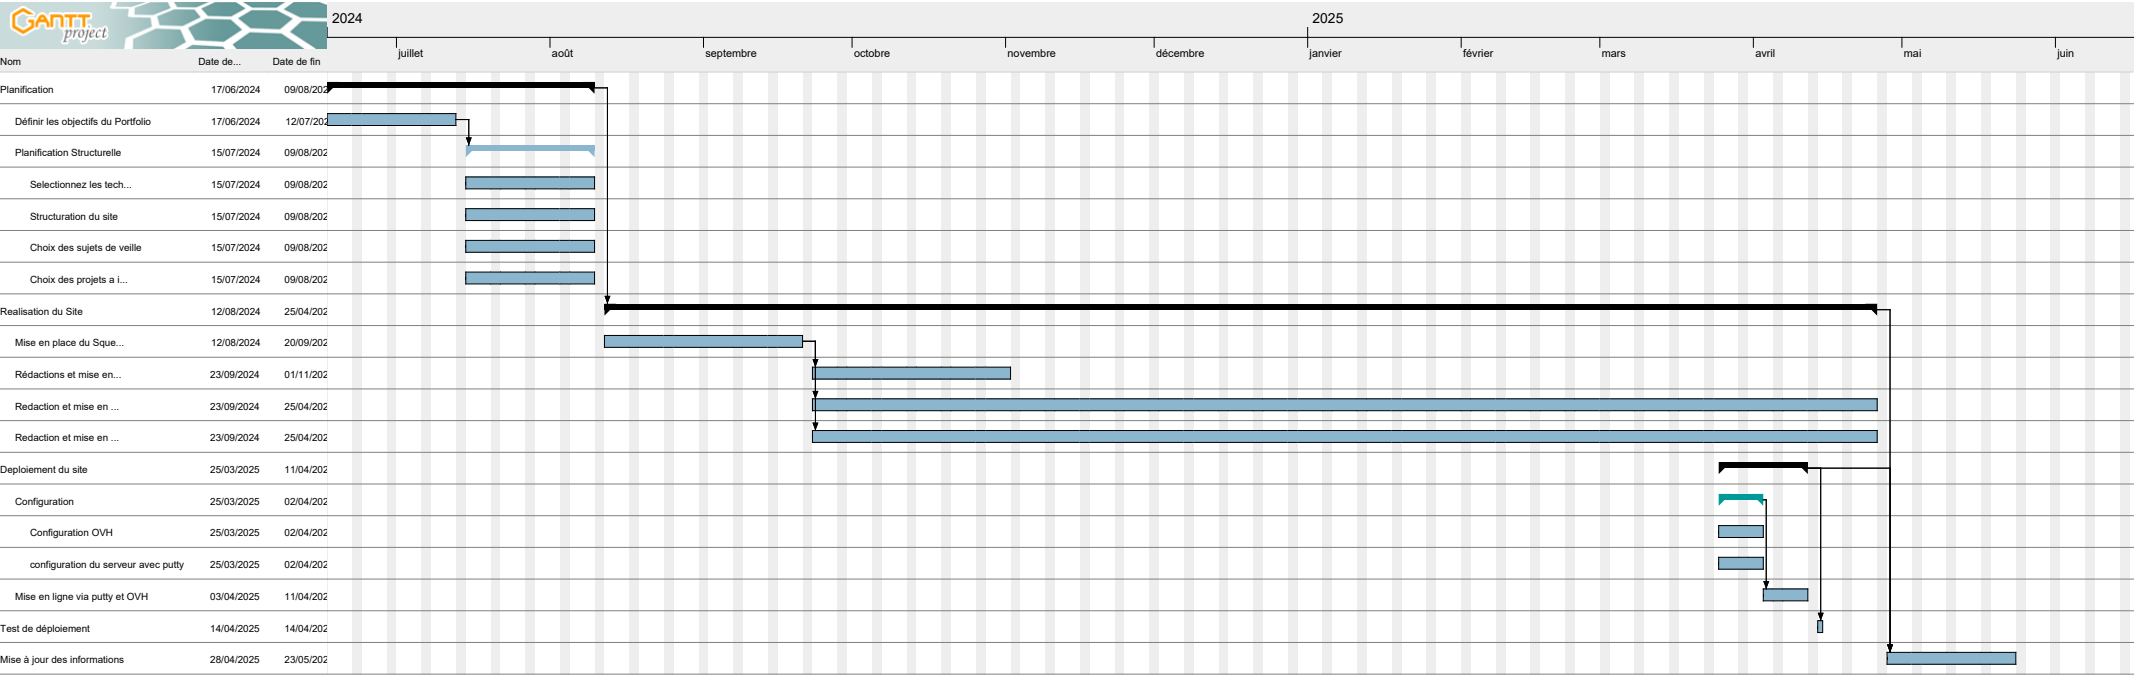 GANTT
project
2024 2025
juillet août septembre octobre novembre décembre janvier février mars avril mai juin
Nom Date de... Date de fin
Planification 17/06/2024 09/08/202
Définir les objectifs du Portfolio 17/06/2024 12/07/202
Planification Structurelle 15/07/2024 09/08/202
Selectionnez les tech... 15/07/2024 09/08/202
Structuration du site 15/07/2024 09/08/202
Choix des sujets de veille 15/07/2024 09/08/202
Choix des projets a i... 15/07/2024 09/08/202
Realisation du Site 12/08/2024 25/04/202
Mise en place du Sque... 12/08/2024 20/09/202
Rédactions et mise en... 23/09/2024 01/11/202
Redaction et mise en ... 23/09/2024 25/04/202
Redaction et mise en ... 23/09/2024 25/04/202
Deploiement du site 25/03/2025 11/04/202
Configuration 25/03/2025 02/04/202
Configuration OVH 25/03/2025 02/04/202
configuration du serveur avec putty 25/03/2025 02/04/202
Mise en ligne via putty et OVH 03/04/2025 11/04/202
Test de déploiement 14/04/2025 14/04/202
Mise à jour des informations 28/04/2025 23/05/202